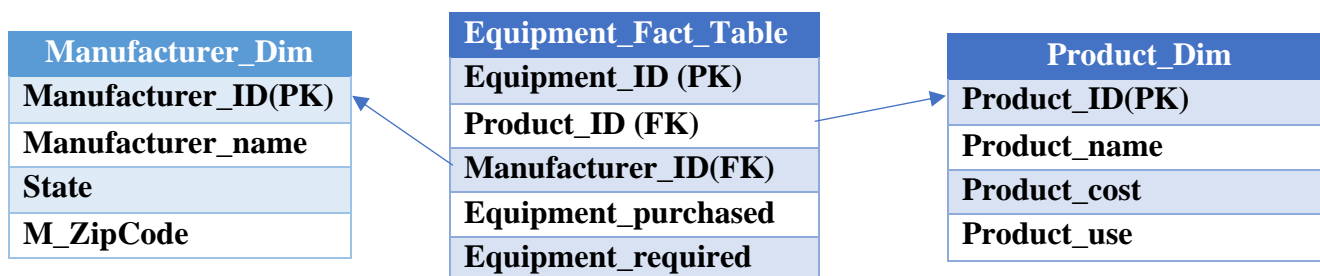 Manufacturer_Dim
Manufacturer_ID(PK)
Manufacturer_name
State
M_ZipCode
Equipment_Fact_Table
Equipment_ID (PK)
Product_ID (FK)
Manufacturer_ID(FK)
Equipment_purchased
Equipment_required
Product_Dim
Product_ID(PK)
Product_name
Product_cost
Product_use